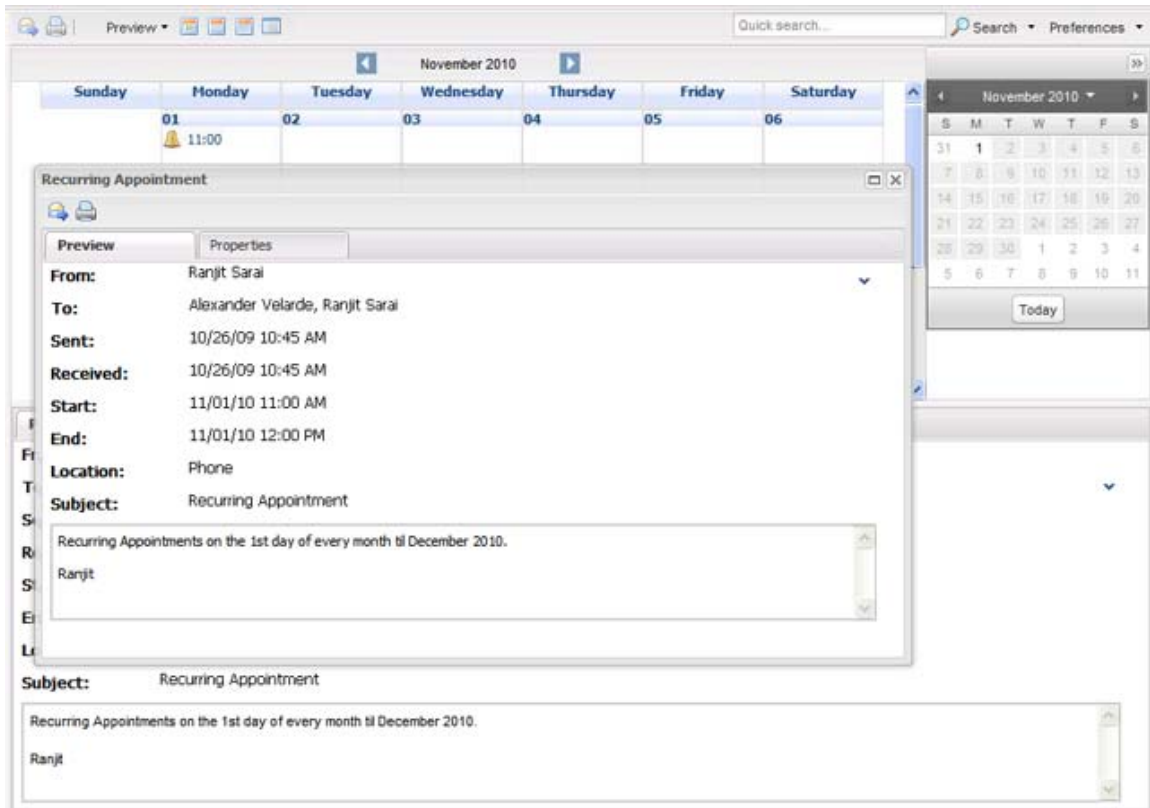 Preview
Quick search...
Search
Preferences
November 2010
Sunday Monday Tuesday Wednesday Thursday Friday Saturday
01 02 03 04 05 06
11:00
November 2010
S M T W T F S
31 1 2 3 4 5 6
7 8 9 10 11 12 13
14 15 16 17 18 19 20
21 22 23 24 25 26 27
28 29 30 1 2 3 4
5 6 7 8 9 10 11
Today
Recurring Appointment
Preview Properties
From: Ranjit Sarai
To: Alexander Velarde, Ranjit Sarai
Sent: 10/26/09 10:45 AM
Received: 10/26/09 10:45 AM
Start: 11/01/10 11:00 AM
End: 11/01/10 12:00 PM
Location: Phone
Subject: Recurring Appointment
Recurring Appointments on the 1st day of every month til December 2010.
Ranjit
Subject: Recurring Appointment
Recurring Appointments on the 1st day of every month til December 2010.
Ranjit